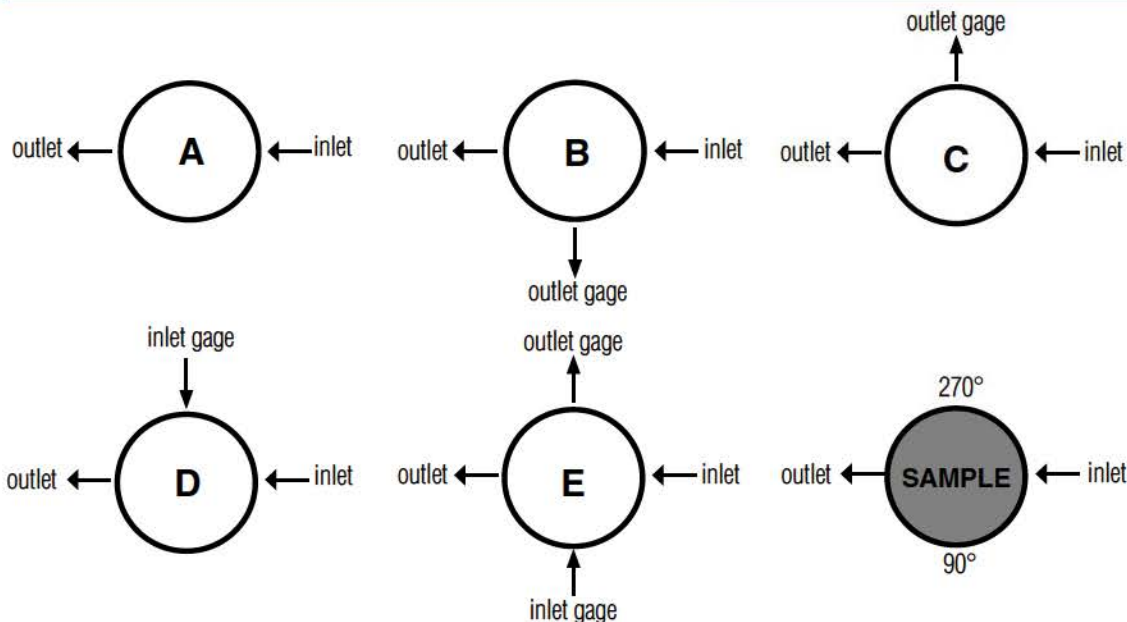 outlet gage
outlet A inlet
outlet B inlet
outlet C inlet
outlet gage
inlet gage
outlet gage
outlet D inlet
outlet E inlet
inlet gage
270°
outlet SAMPLE inlet
90°